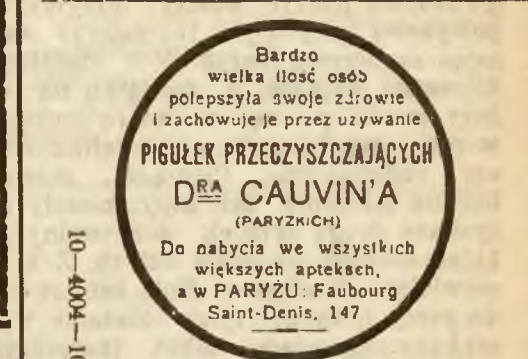 Bardzo
wielka ilość osób
polepszyła swoje zdrowie
i zachowuje je przez używanie
PIGUŁEK PRZECZYSZCZAJĄCYCH
DRA CAUVIN'A
(PARYZKICH)
Do nabycia we wszystkich
większych aptekach,
a w PARYŻU: Faubourg
Saint-Denis, 147
10—4004—10